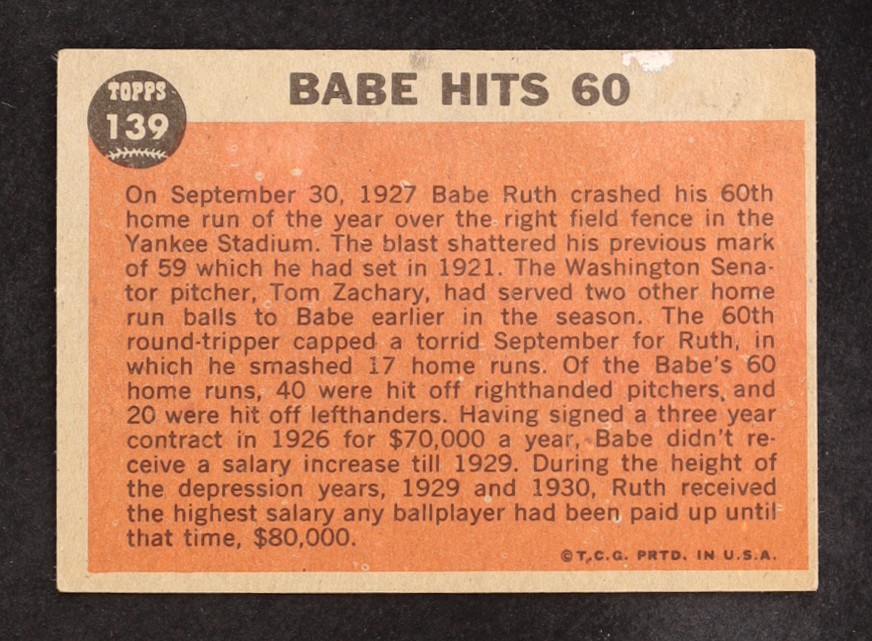 TOPPS
139
BABE HITS 60
On September 30, 1927 Babe Ruth crashed his 60th
home run of the year over the right field fence in the
Yankee Stadium. The blast shattered his previous mark
of 59 which he had set in 1921. The Washington Sena-
tor pitcher, Tom Zachary, had served two other home
run balls to Babe earlier in the season. The 60th
round-tripper capped a torrid September for Ruth, in
which he smashed 17 home runs. Of the Babe's 60
home runs, 40 were hit off righthanded pitchers, and
20 were hit off lefthanders. Having signed a three year
contract in 1926 for $70,000 a year, Babe didn't re-
ceive a salary increase till 1929. During the height of
the depression years, 1929 and 1930, Ruth received
the highest salary any ballplayer had been paid up until
that time, $80,000.
©T.C.G. PRTD. IN U.S.A.